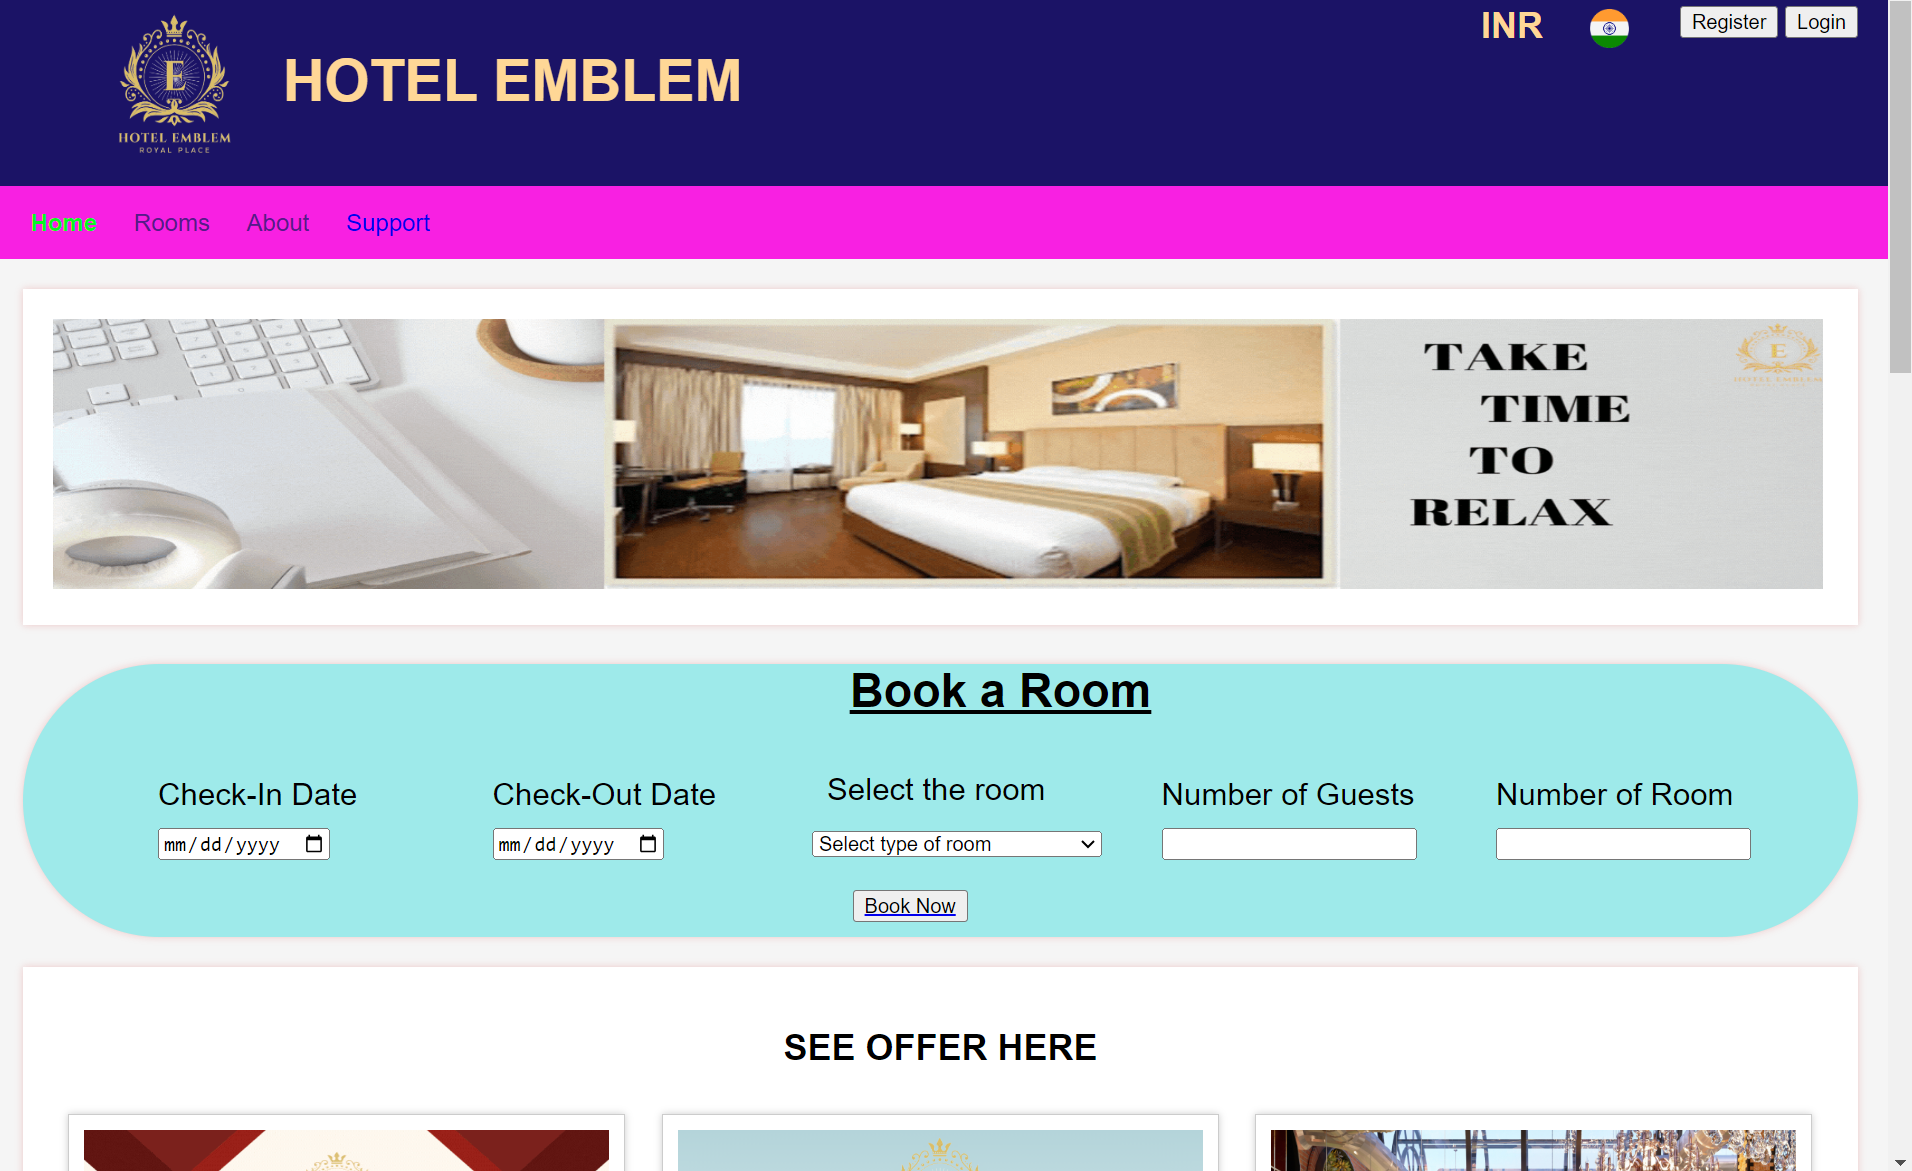 INR
Register
Login
HOTEL EMBLEM
E
HOTEL EMBLEM
ROYAL PLACE
Home
Rooms
About
Support
TAKE
TIME
TO
RELAX
E
HOTEL EMBLEM
Book a Room
Check-In Date
Check-Out Date
Select the room
Number of Guests
Number of Room
mm/dd/yyyy
mm/dd/yyyy
Select type of room
Book Now
SEE OFFER HERE